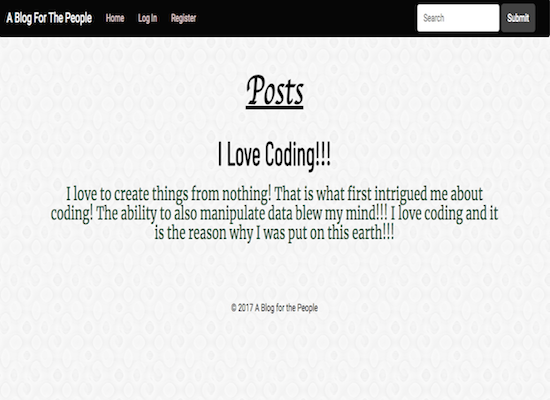 A Blog For The People Home Log In Register Search Submit
Posts
I Love Coding!!!
I love to create things from nothing! That is what first intrigued me about
coding! The ability to also manipulate data blew my mind!!! I love coding and it
is the reason why I was put on this earth!!!
© 2017 A Blog for the People